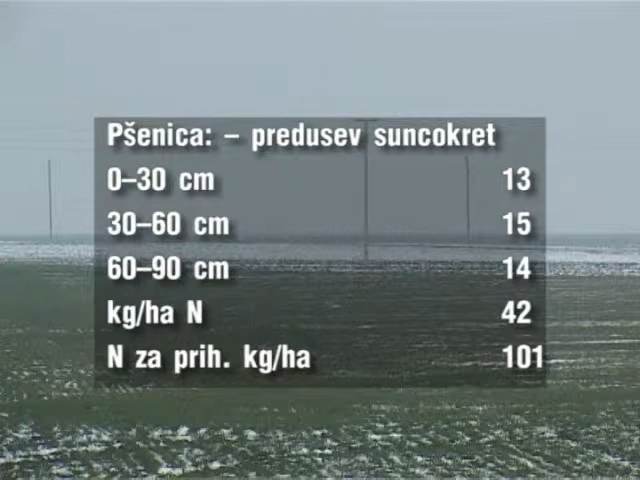 Pšenica: – predusev suncokret
0–30 cm 13
30–60 cm 15
60–90 cm 14
kg/ha N 42
N za prih. kg/ha 101